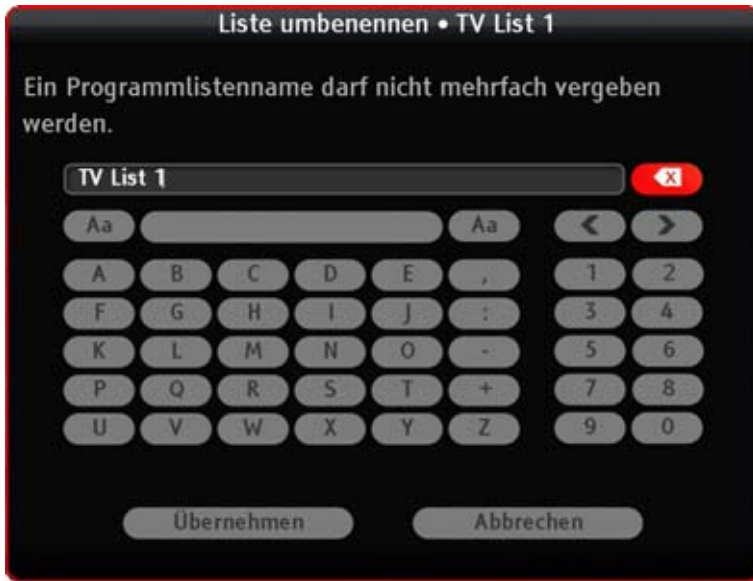 Liste umbenennen • TV List 1
Ein Programmlistenname darf nicht mehrfach vergeben
werden.
TV List 1
Aa Aa < >
A B C D E , 1 2
F G H I J : 3 4
K L M N O - 5 6
P Q R S T + 7 8
U V W X Y Z 9 0
Übernehmen Abbrechen